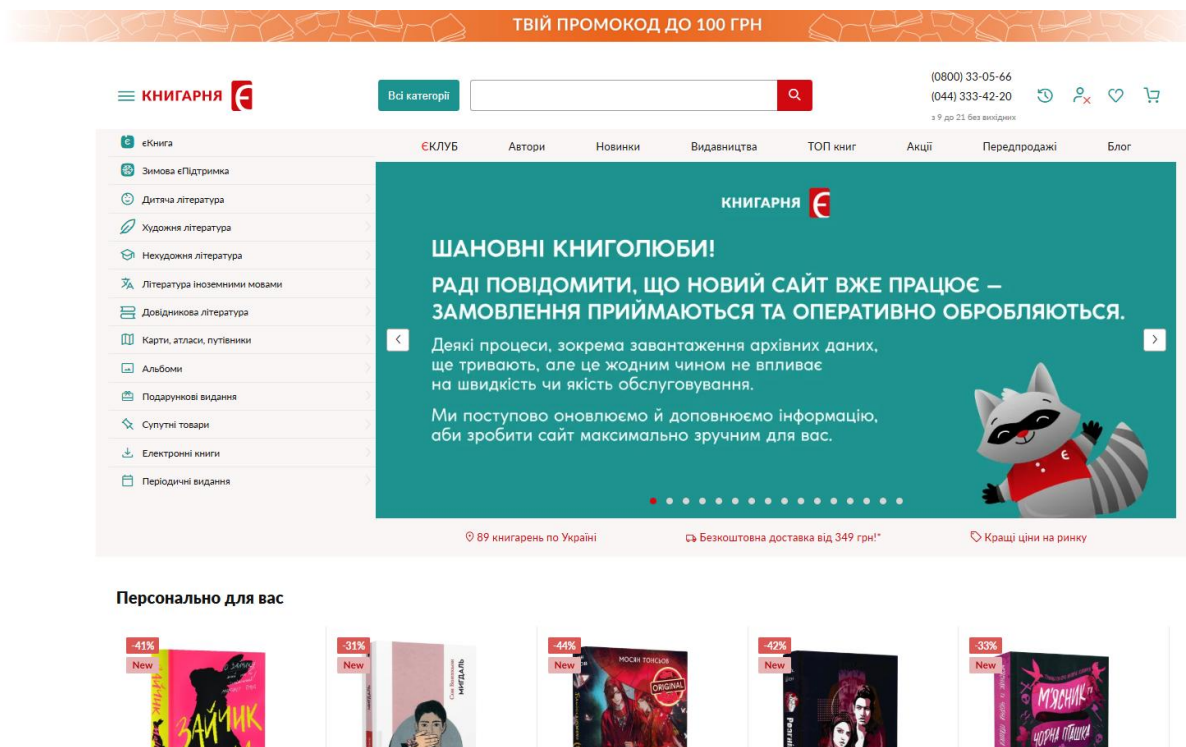 ТВІЙ ПРОМОКОД ДО 100 ГРН
КНИГАРНЯ Є
Всі категорії
(0800) 33-05-66
(044) 333-42-20
з 9 до 21 без вихідних
єКнига
Зимова єПідтримка
Дитяча література
Художня література
Нехудожня література
Література іноземними мовами
Довідникова література
Карти, атласи, путівники
Альбоми
Подарункові видання
Супутні товари
Електронні книги
Періодичні видання
ЄКЛУБ Автори Новинки Видавництва ТОП книг Акції Передпродажі Блог
КНИГАРНЯ Є
ШАНОВНІ КНИГОЛЮБИ!
РАДІ ПОВІДОМИТИ, ЩО НОВИЙ САЙТ ВЖЕ ПРАЦЮЄ –
ЗАМОВЛЕННЯ ПРИЙМАЮТЬСЯ ТА ОПЕРАТИВНО ОБРОБЛЯЮТЬСЯ.
Деякі процеси, зокрема завантаження архівних даних,
ще тривають, але це жодним чином не впливає
на швидкість чи якість обслуговування.
Ми поступово оновлюємо й доповнюємо інформацію,
аби зробити сайт максимально зручним для вас.
Є
89 книгарень по Україні
Безкоштовна доставка від 349 грн!*
Кращі ціни на ринку
Персонально для вас
-41%
New
ЗАЙЧИК
-31%
New
МИГДАЛЬ
-44%
New
МОСЯН ТОНСЬОВ
ORIGINAL
-42%
New
-33%
New
М'ЯСНИК
ЧОРНА ПТАШКА